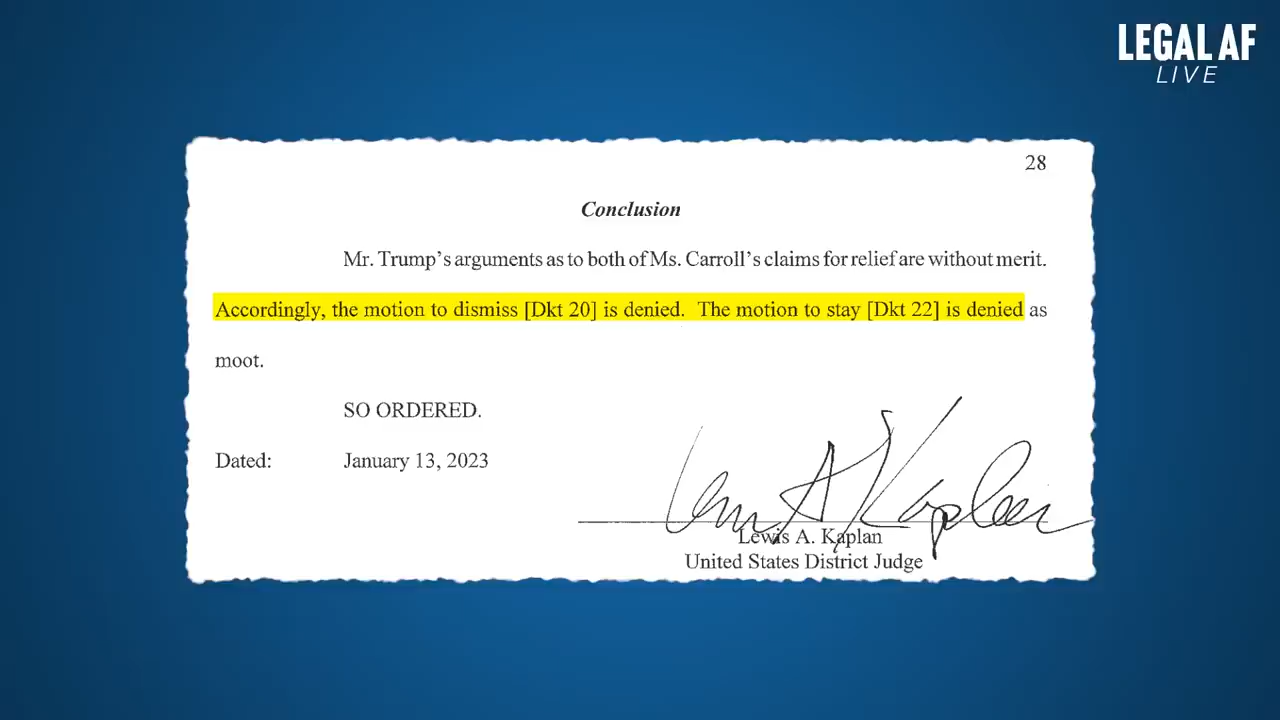 LEGAL AF
LIVE
28
Conclusion
Mr. Trump's arguments as to both of Ms. Carroll's claims for relief are without merit.
Accordingly, the motion to dismiss [Dkt 20] is denied. The motion to stay [Dkt 22] is denied as
moot.
SO ORDERED.
Dated: January 13, 2023
Lewis A. Kaplan
Lewis A. Kaplan
United States District Judge